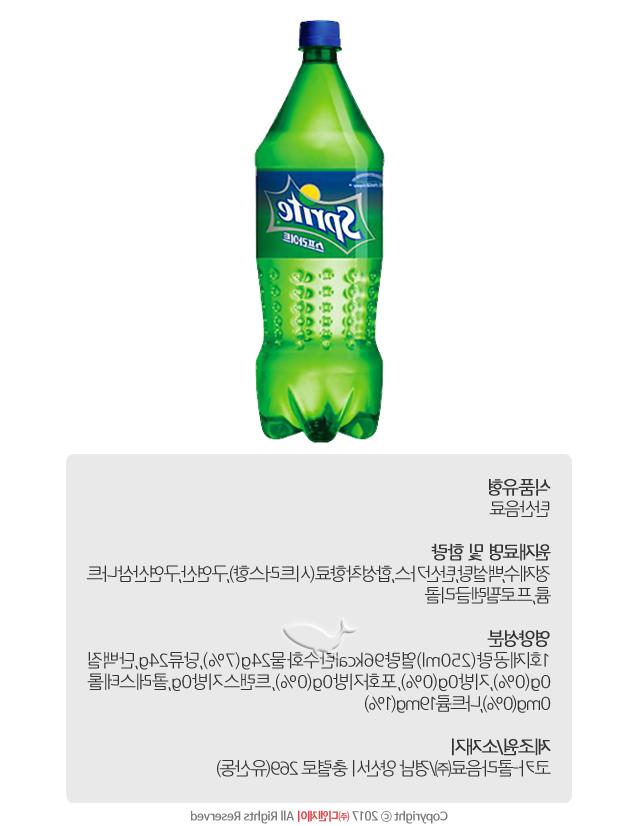 Sprite
스프라이트
식품유형
탄산음료
원재료명 및 함량
정제수,백설탕,탄산가스,합성착향료(시트러스향),구연산,구연산삼나트
륨,프로필렌글리콜
영양성분
1회제공량(250ml)열량96kcal탄수화물24g(7%),당류24g,단백질
0g(0%),지방0g(0%),포화지방0g(0%),트랜스지방0g,콜레스테롤
0mg(0%),나트륨19mg(1%)
제조원/소재지
코카-콜라음료㈜/경남 양산시 충렬로 269(유산동)
Copyright ⓒ 2017 ㈜디앤제이 All Rights Reserved